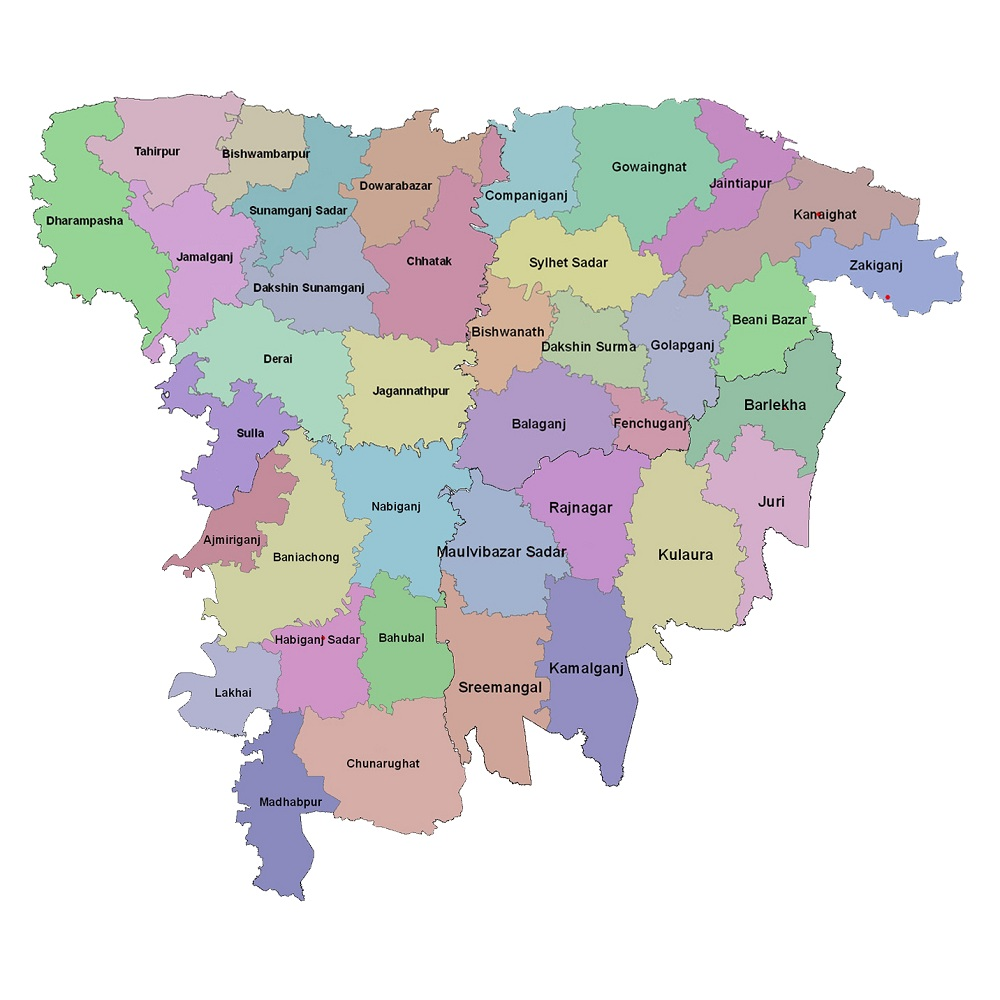 Tahirpur
Bishwambarpur
Dowarabazar
Companiganj
Gowainghat
Jaintiapur
Dharampasha
Sunamganj Sadar
Kanaighat
Jamalganj
Chhatak
Sylhet Sadar
Zakiganj
Dakshin Sunamganj
Beani Bazar
Bishwanath
Dakshin Surma
Golapganj
Derai
Jagannathpur
Barlekha
Sulla
Balaganj
Fenchuganj
Nabiganj
Rajnagar
Juri
Ajmiriganj
Baniachong
Maulvibazar Sadar
Kulaura
Habiganj Sadar
Bahubal
Kamalganj
Lakhai
Sreemangal
Chunarughat
Madhabpur